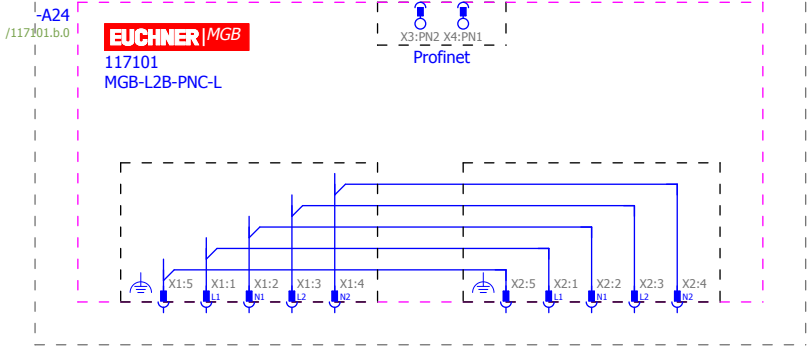 -A24
/117101.b.0
EUCHNER|MGB
117101
MGB-L2B-PNC-L
X3:PN2 X4:PN1
Profinet
X1:5 X1:1 X1:2 X1:3 X1:4 X2:5 X2:1 X2:2 X2:3 X2:4
L1 N1 L2 N2 L1 N1 L2 N2